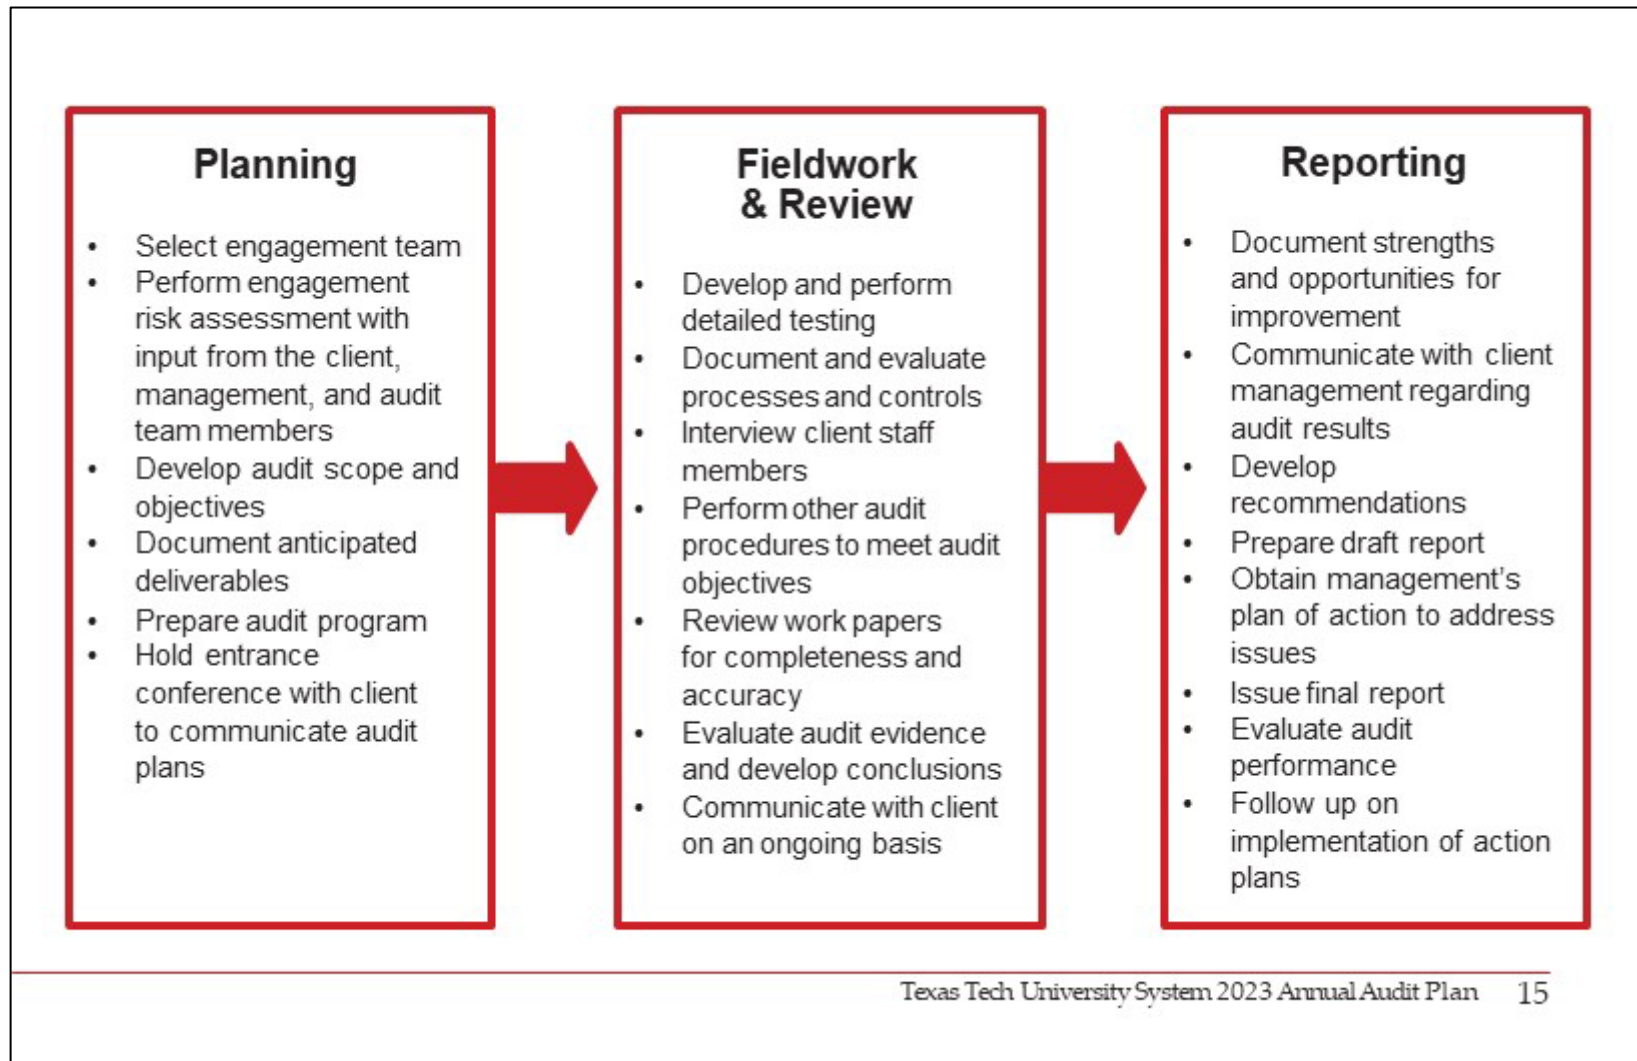 Planning
• Select engagement team
• Perform engagement
risk assessment with
input from the client,
management, and audit
team members
• Develop audit scope and
objectives
• Document anticipated
deliverables
• Prepare audit program
• Hold entrance
conference with client
to communicate audit
plans
Fieldwork
& Review
• Develop and perform
detailed testing
• Document and evaluate
processes and controls
• Interview client staff
members
• Perform other audit
procedures to meet audit
objectives
• Review work papers
for completeness and
accuracy
• Evaluate audit evidence
and develop conclusions
• Communicate with client
on an ongoing basis
Reporting
• Document strengths
and opportunities for
improvement
• Communicate with client
management regarding
audit results
• Develop
recommendations
• Prepare draft report
• Obtain management’s
plan of action to address
issues
• Issue final report
• Evaluate audit
performance
• Follow up on
implementation of action
plans
Texas Tech University System 2023 Annual Audit Plan 15